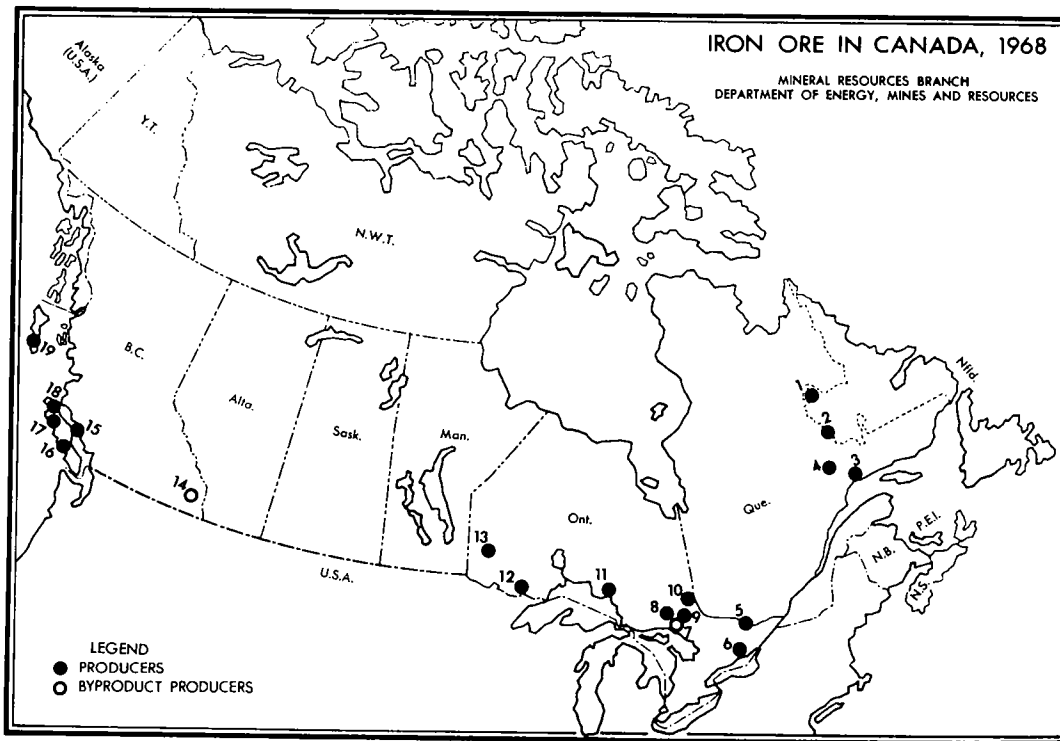 IRON ORE IN CANADA, 1968
MINERAL RESOURCES BRANCH
DEPARTMENT OF ENERGY, MINES AND RESOURCES
Alaska
(U.S.A.)
Y.T.
N.W.T.
B.C.
Alta.
Sask.
Man.
Ont.
Que.
Nfld.
P.E.I.
N.B.
N.S.
U.S.A.
1
2
3
4
5
6
7
8
9
10
11
12
13
14
15
16
17
18
19
LEGEND
PRODUCERS
BYPRODUCT PRODUCERS